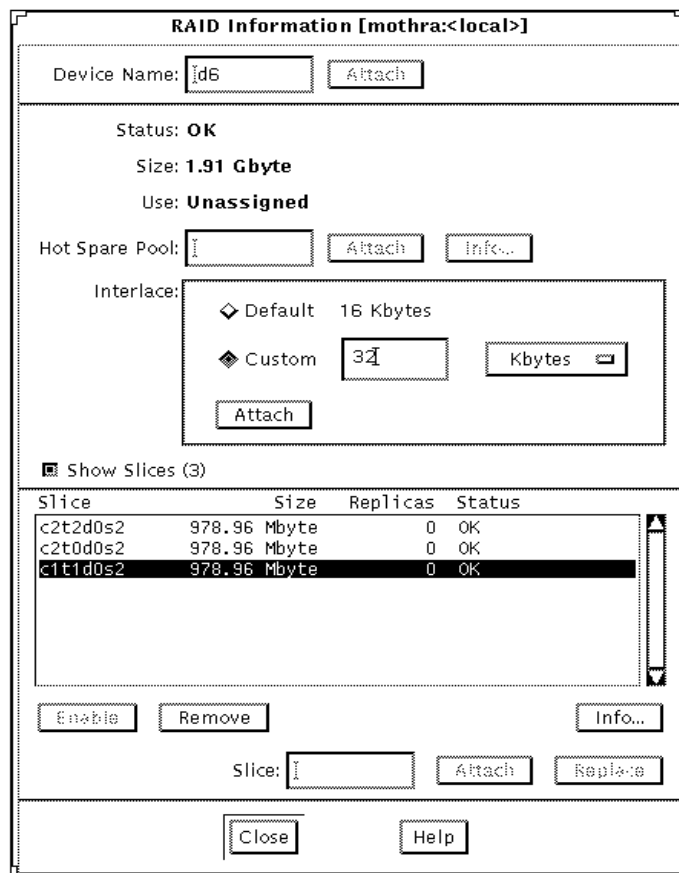 RAID Information [mothra:<local>]
Device Name: d6 Attach
Status: OK
Size: 1.91 Gbyte
Use: Unassigned
Hot Spare Pool: Attach Info...
Interlace:
Default 16 Kbytes
Custom 32 Kbytes
Attach
Show Slices (3)
Slice Size Replicas Status
c2t2d0s2 978.96 Mbyte 0 OK
c2t0d0s2 978.96 Mbyte 0 OK
c1t1d0s2 978.96 Mbyte 0 OK
Enable Remove Info...
Slice: Attach Replace
Close Help